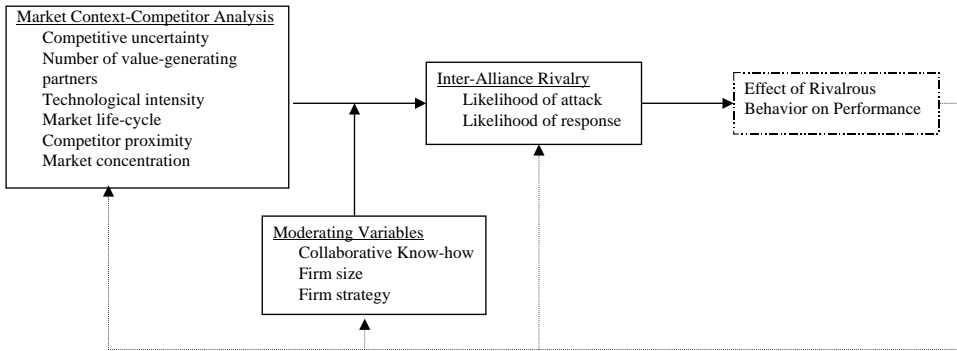 Market Context-Competitor Analysis
Competitive uncertainty
Number of value-generating
partners
Technological intensity
Market life-cycle
Competitor proximity
Market concentration
Inter-Alliance Rivalry
Likelihood of attack
Likelihood of response
Effect of Rivalrous
Behavior on Performance
Moderating Variables
Collaborative Know-how
Firm size
Firm strategy